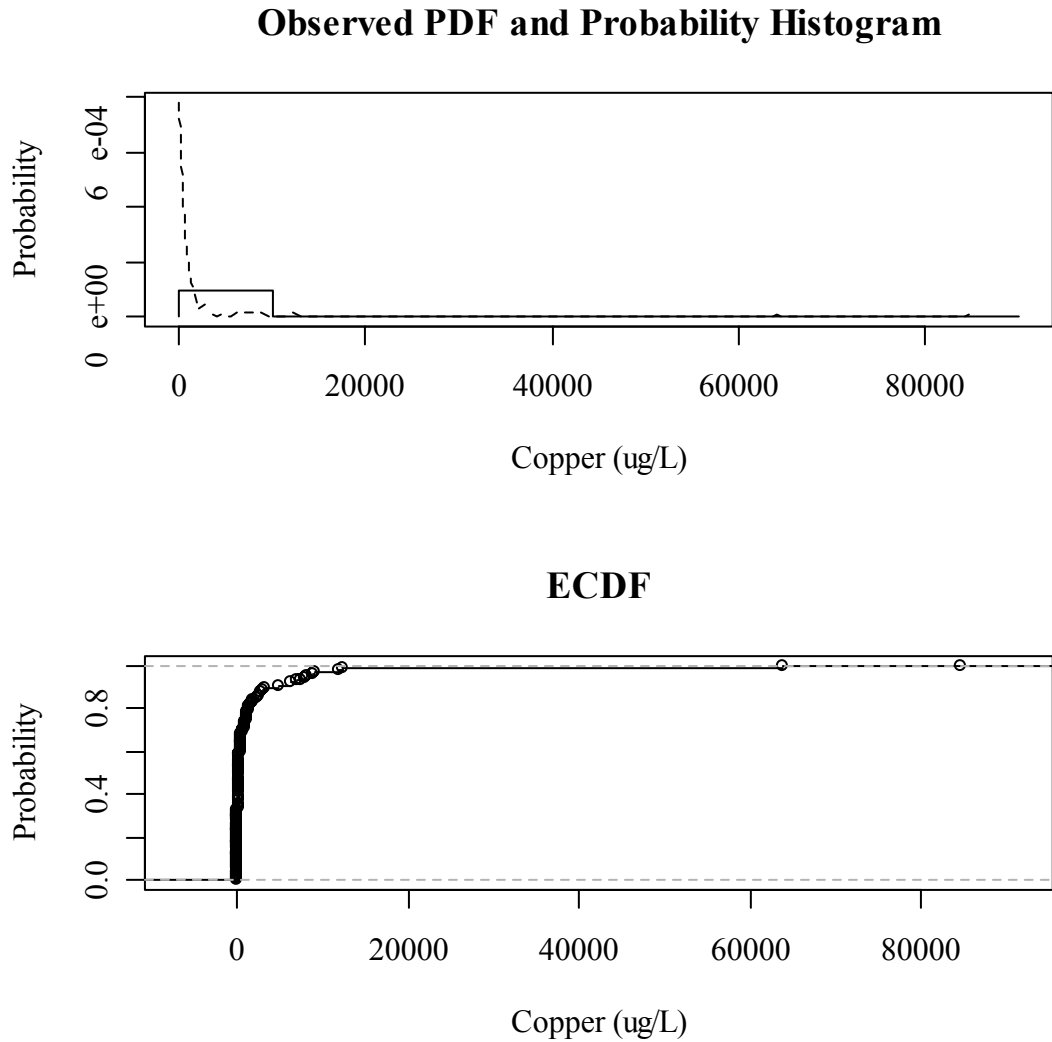 Observed PDF and Probability Histogram
Probability
0 e+00 6 e-04
0 20000 40000 60000 80000
Copper (ug/L)
ECDF
Probability
0.0 0.4 0.8
0 20000 40000 60000 80000
Copper (ug/L)